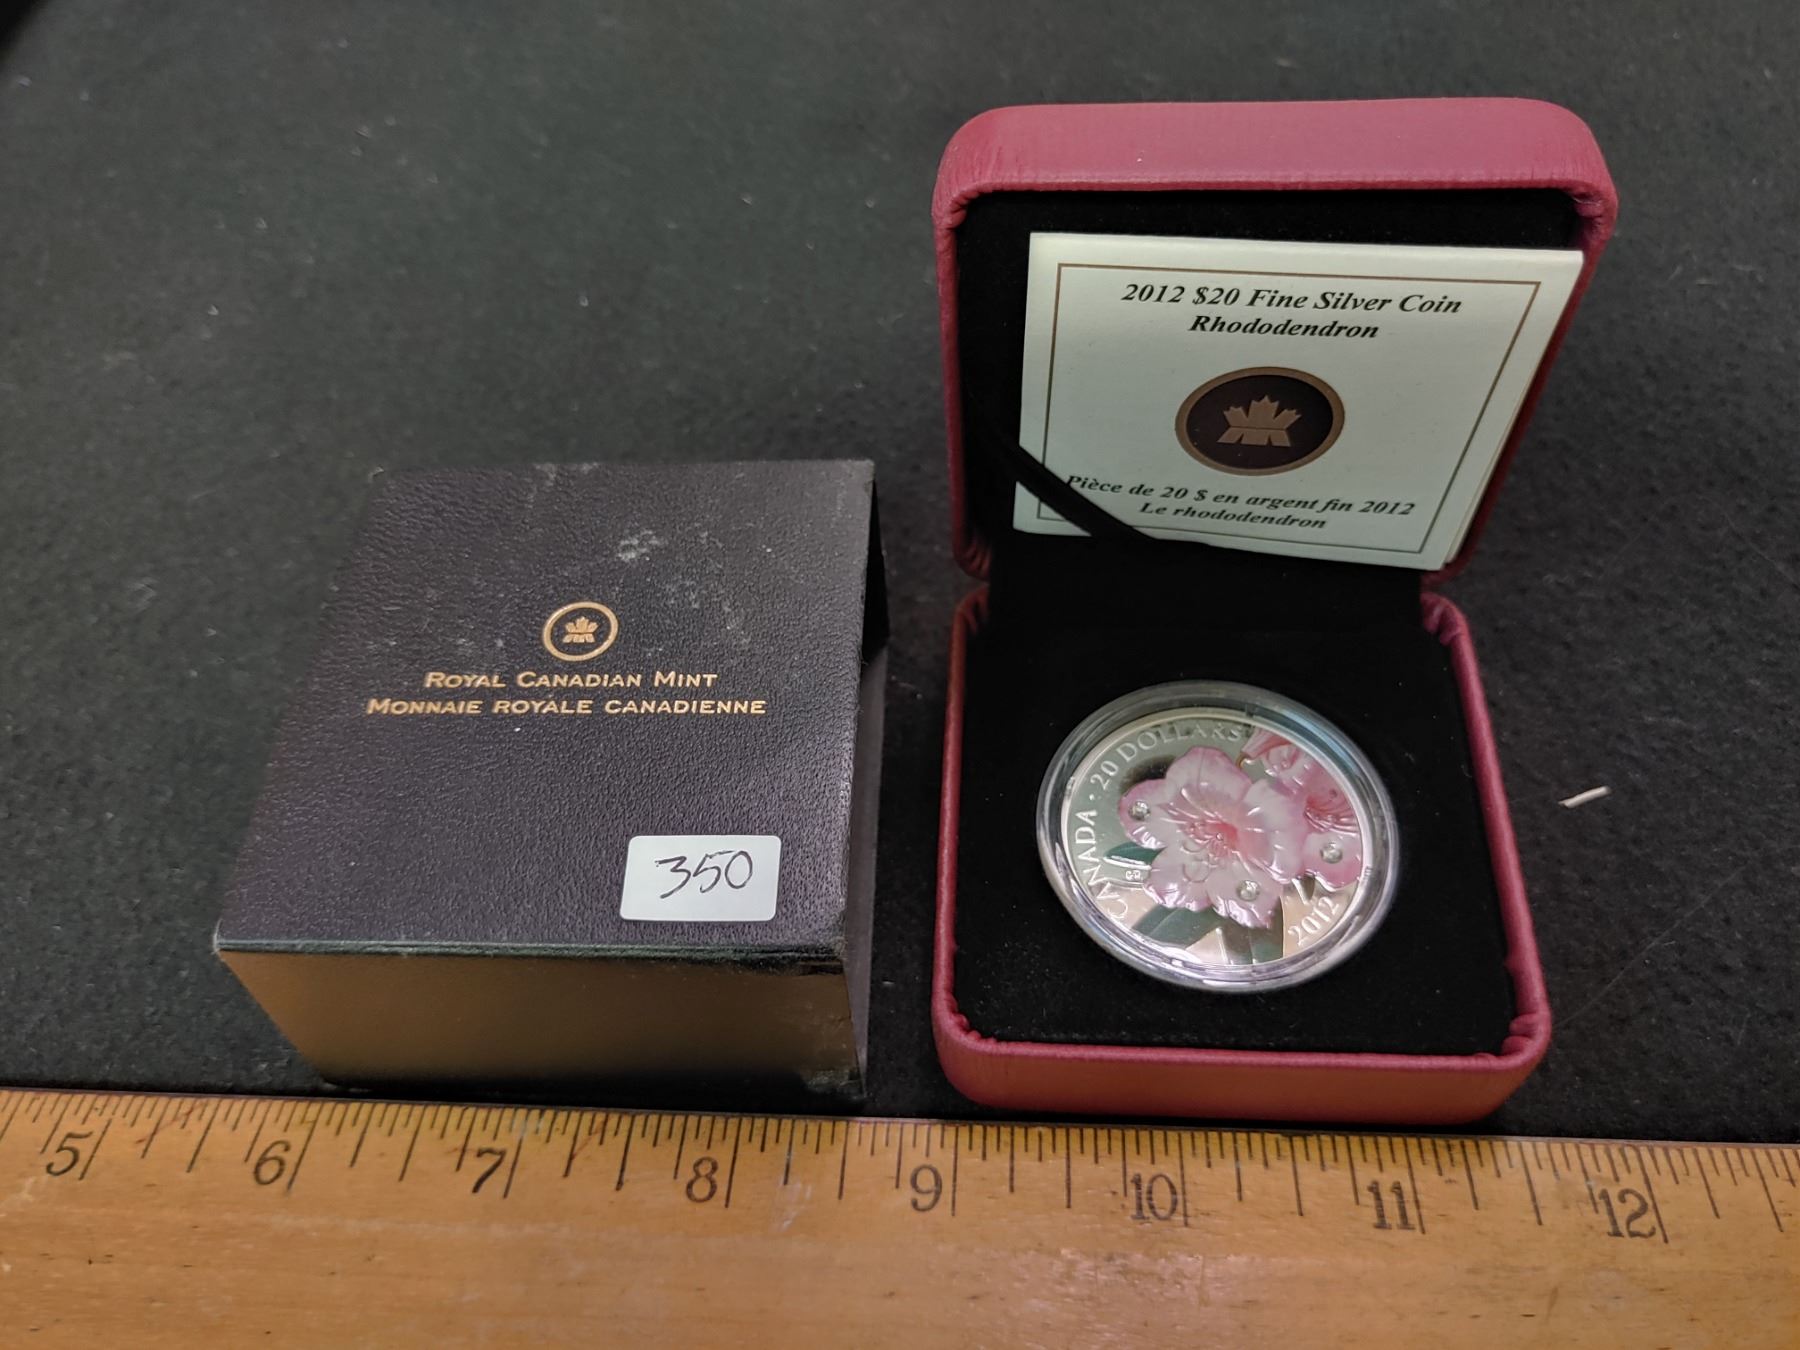 ROYAL CANADIAN MINT
MONNAIE ROYALE CANADIENNE
350
2012 $20 Fine Silver Coin
Rhododendron
Pièce de 20 $ en argent fin 2012
Le rhododendron
CANADA · 20 DOLLARS
2012
GR
5 6 7 8 9 10 11 12